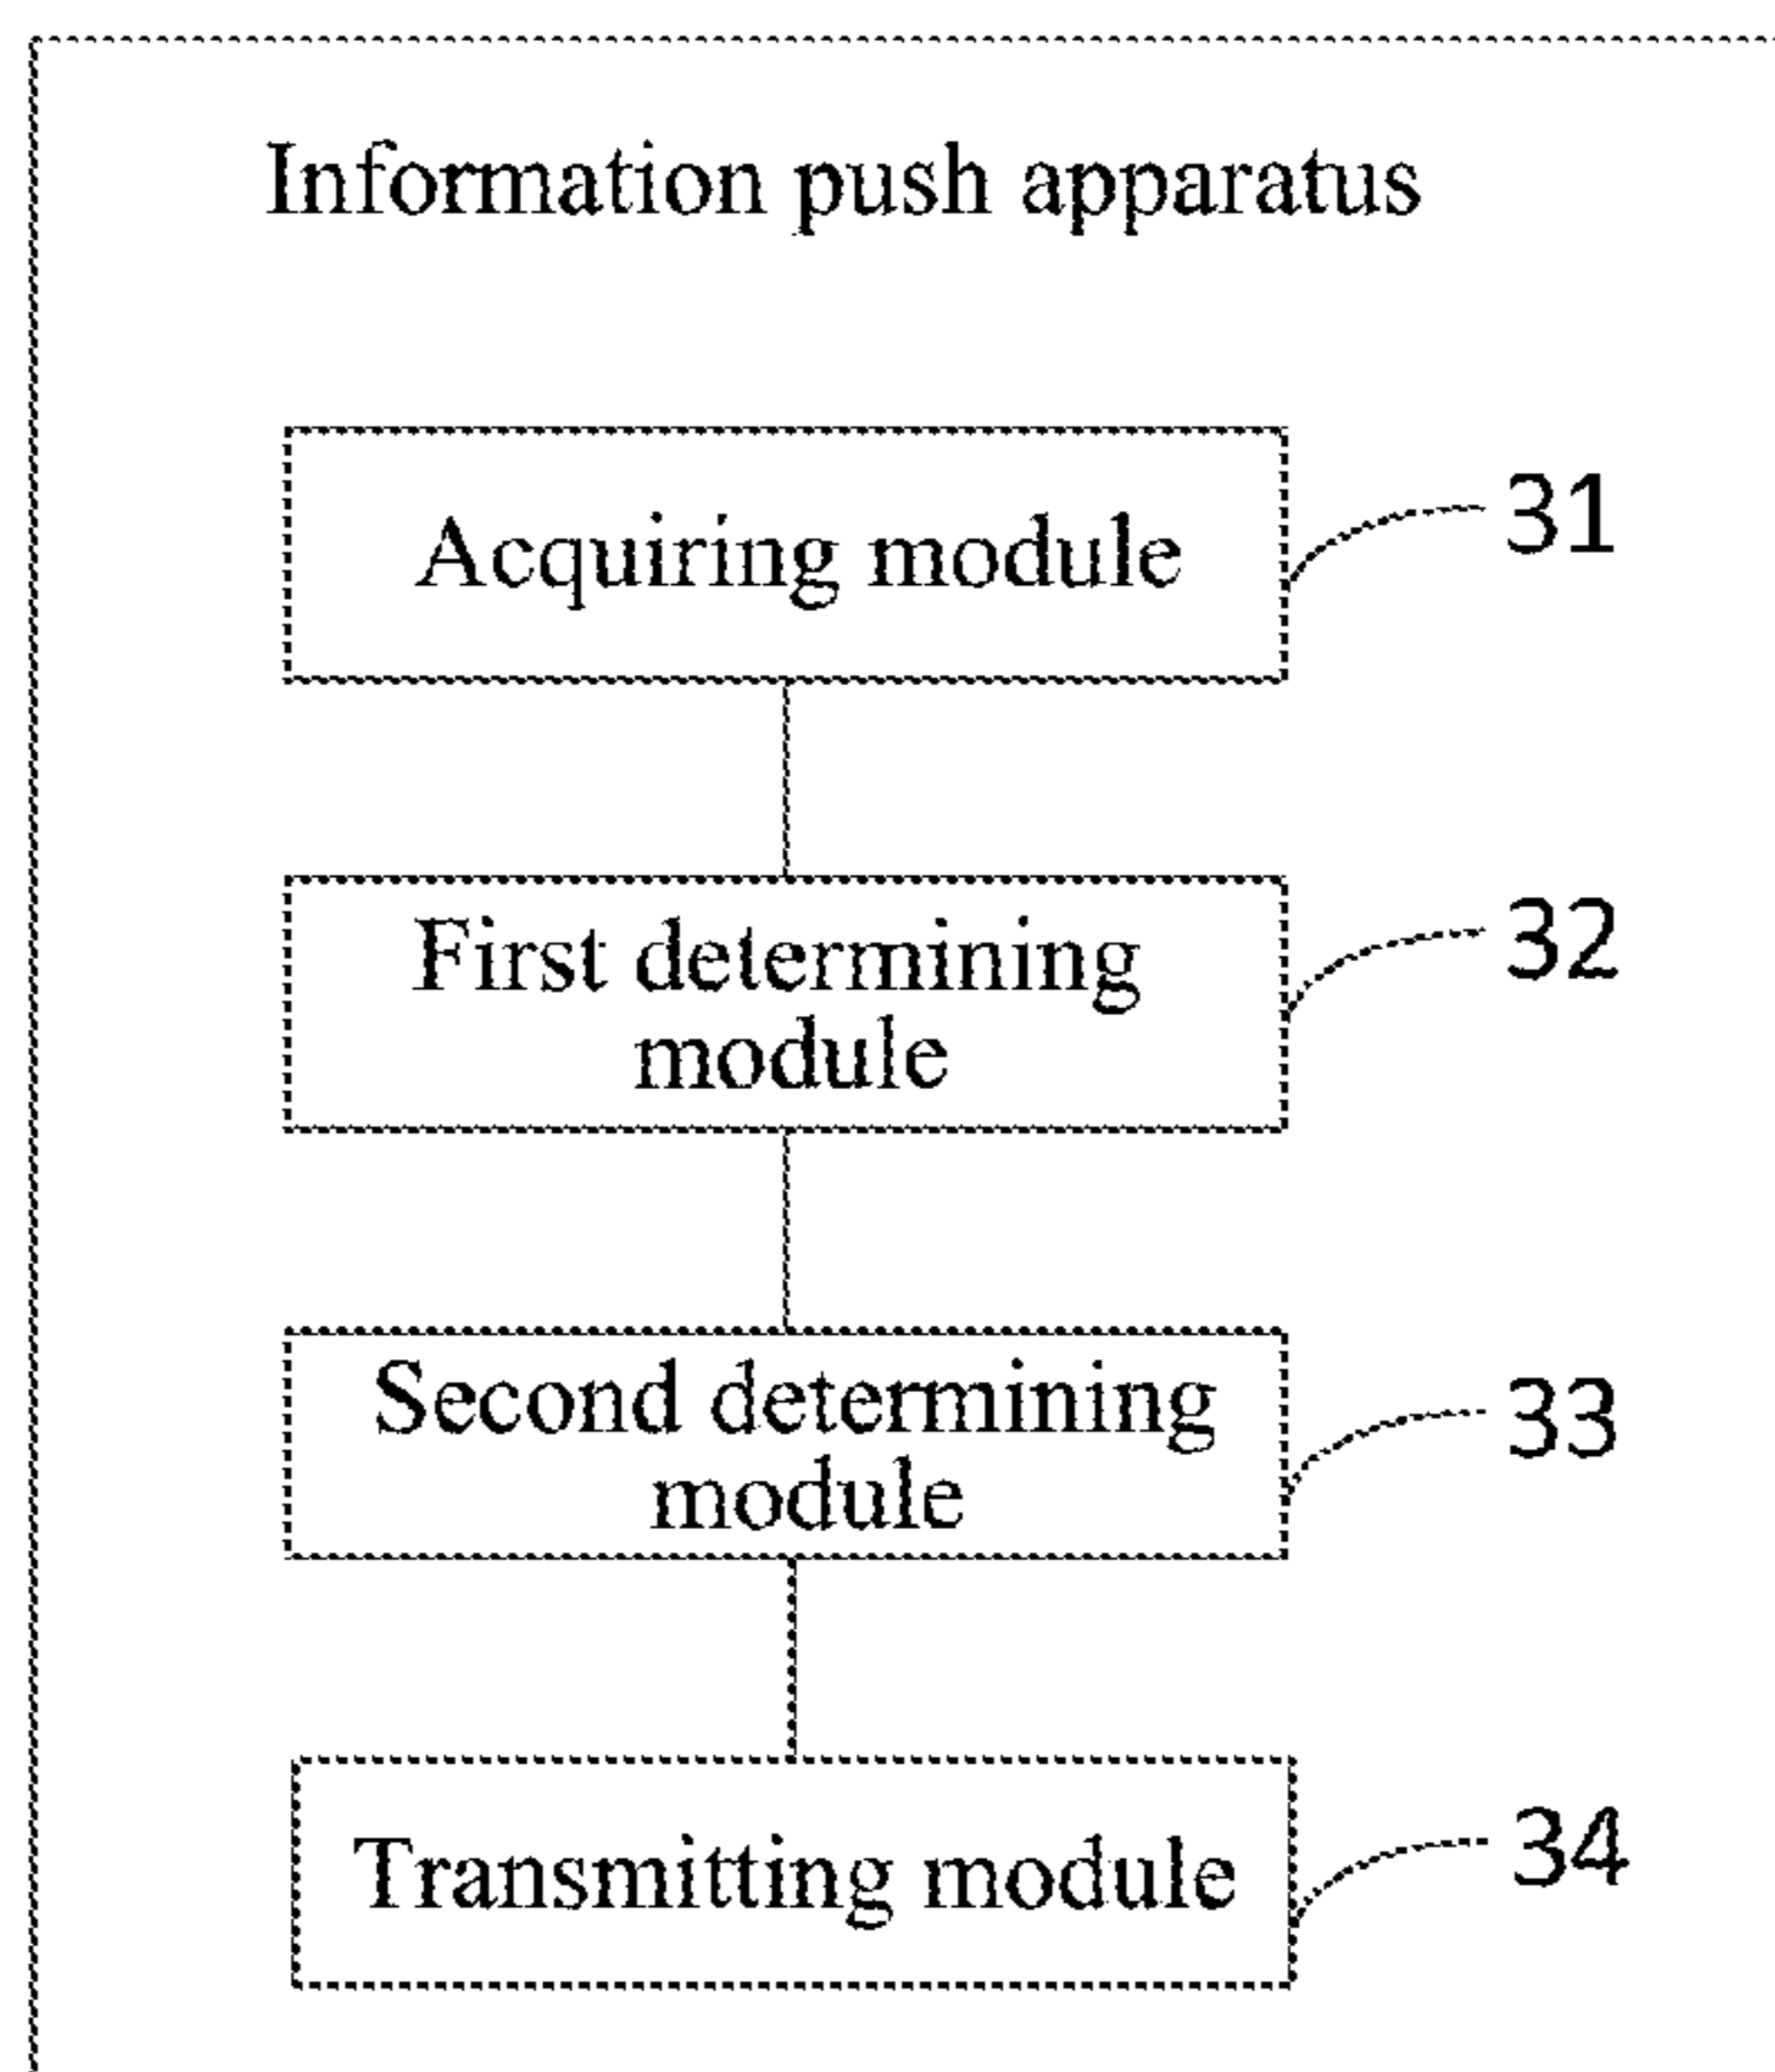 Information push apparatus
Acquiring module
31
First determining
module
32
Second determining
module
33
Transmitting module
34